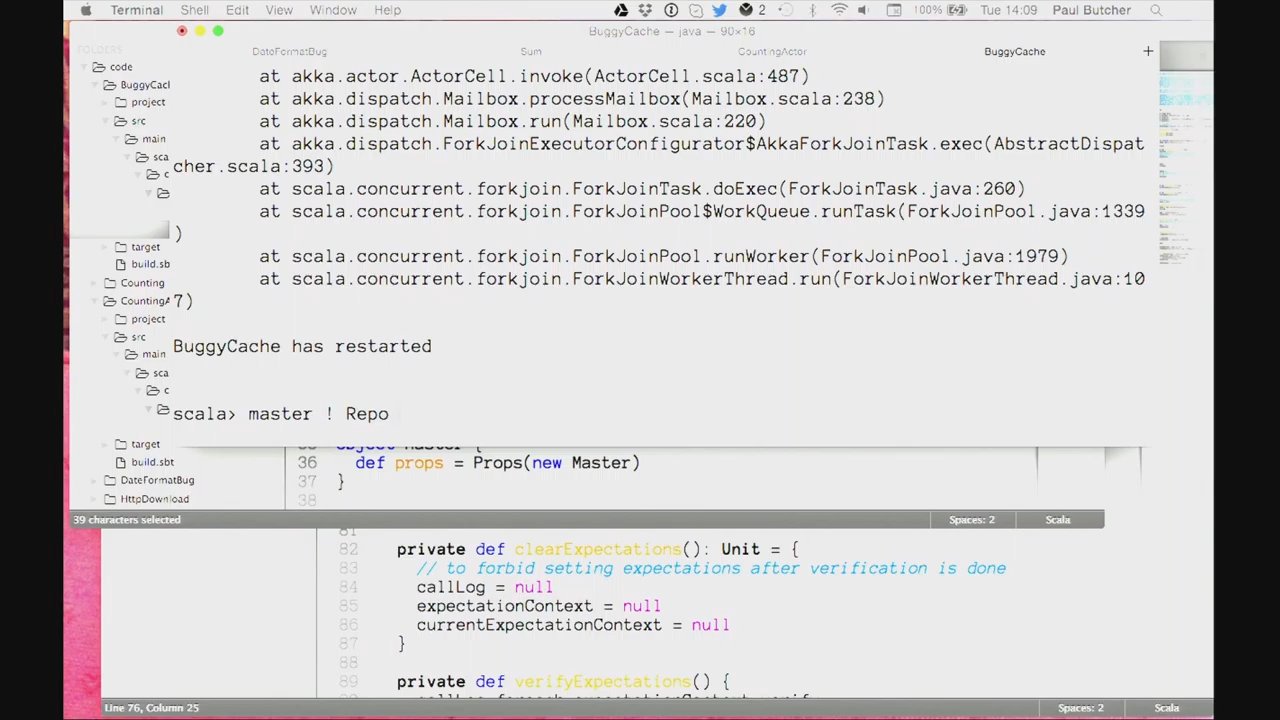 Terminal Shell Edit View Window Help 2 100% Tue 14:09 Paul Butcher
BuggyCache — java — 90×16
DateFormatBug Sum CountingActor BuggyCache +
FOLDERS
code
BuggyCacl
project
src
main
sca
c
target
build.sb
Counting
CountingA
project
src
main
sca
c
target
build.sbt
DateFormatBug
HttpDownload
at akka.actor.ActorCell.invoke(ActorCell.scala:487)
at akka.dispatch.Mailbox.processMailbox(Mailbox.scala:238)
at akka.dispatch.Mailbox.run(Mailbox.scala:220)
at akka.dispatch.ForkJoinExecutorConfigurator$AkkaForkJoinTask.exec(AbstractDispat
cher.scala:393)
at scala.concurrent.forkjoin.ForkJoinTask.doExec(ForkJoinTask.java:260)
at scala.concurrent.forkjoin.ForkJoinPool$WorkQueue.runTask(ForkJoinPool.java:1339
)
at scala.concurrent.forkjoin.ForkJoinPool.runWorker(ForkJoinPool.java:1979)
at scala.concurrent.forkjoin.ForkJoinWorkerThread.run(ForkJoinWorkerThread.java:10
7)
BuggyCache has restarted
scala> master ! Repo
36 def props = Props(new Master)
37 }
38
39 characters selected Spaces: 2 Scala
81
82 private def clearExpectations(): Unit = {
83 // to forbid setting expectations after verification is done
84 callLog = null
85 expectationContext = null
86 currentExpectationContext = null
87 }
88
89 private def verifyExpectations() {
Line 76, Column 25 Spaces: 2 Scala